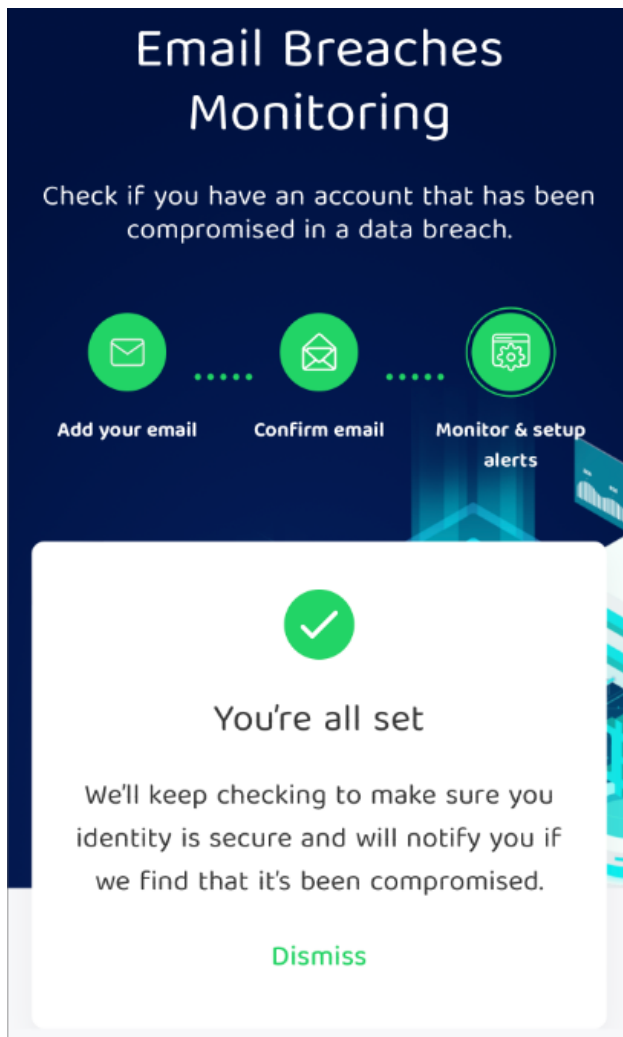 Email Breaches
Monitoring
Check if you have an account that has been
compromised in a data breach.
Add your email
Confirm email
Monitor & setup
alerts
You're all set
We'll keep checking to make sure you
identity is secure and will notify you if
we find that it's been compromised.
Dismiss